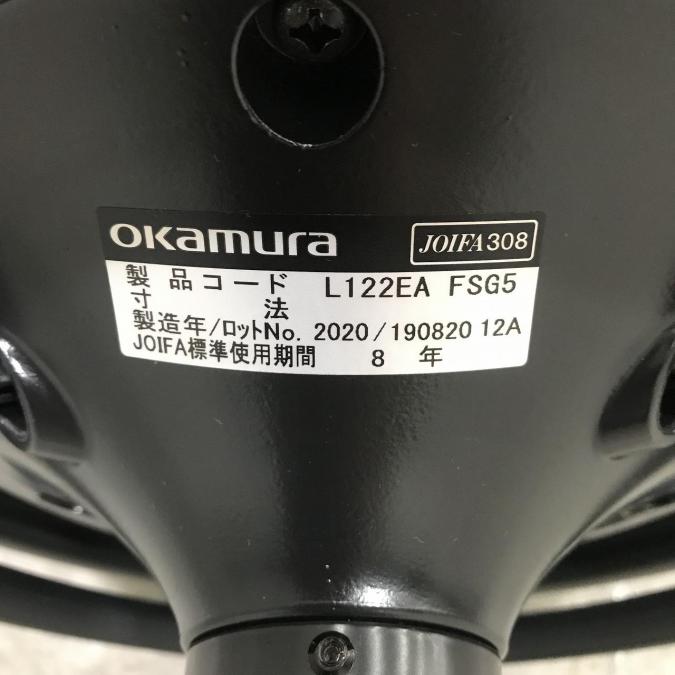 okamura JOIFA308
製品コード L122EA FSG5
寸法
製造年/ロットNo. 2020/190820 12A
JOIFA標準使用期間 8 年